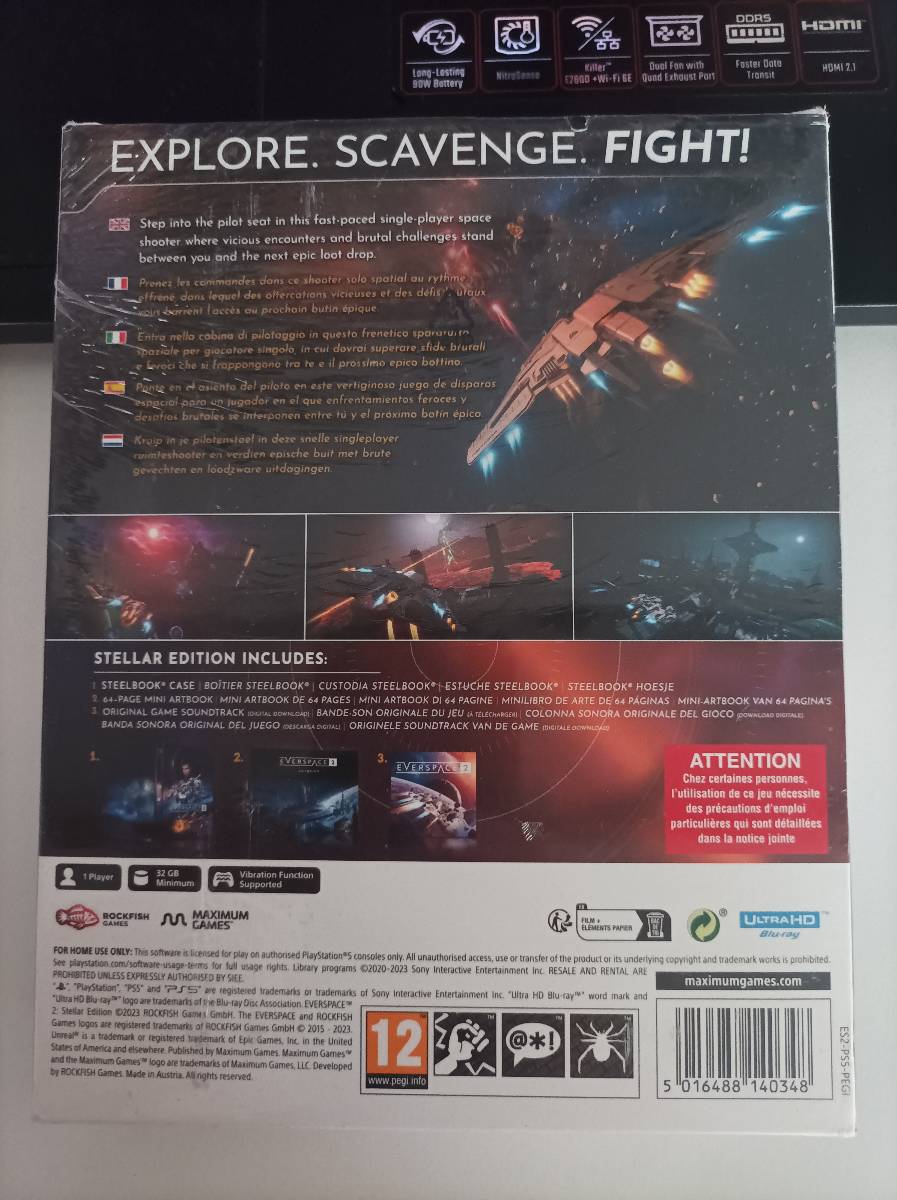 Long-Lasting
90W Battery
NitroSense
Killer™
E2600 +Wi-Fi 6E
Dual Fan with
Quad Exhaust Port
DDR5
Faster Data
Transit
HDMI
HDMI 2.1
EXPLORE. SCAVENGE. FIGHT!
Step into the pilot seat in this fast-paced single-player space
shooter where vicious encounters and brutal challenges stand
between you and the next epic loot drop.
Prenez les commandes dans ce shooter solo spatial au rythme
effréné, dans lequel des altercations vicieuses et des défis brutaux
vous barrent l'accès au prochain butin épique.
Entra nello cabina di pilotaggio in questo frenetico sparatutto
spaziale per giocatore singolo, in cui dovrai superare sfide brutali
e feroci che si frappongono tra te e il prossimo epico bottino.
Ponte en el asiento del piloto en este vertiginoso juego de disparos
espacial para un jugador en el que enfrentamientos feroces y
desafíos brutales se interponen entre tú y el próximo botín épico.
Kruip in je pilotenstoel in deze snelle singleplayer
ruimteshooter en verdien epische buit met brute
gevechten en loodzware uitdagingen.
STELLAR EDITION INCLUDES:
1. STEELBOOK® CASE | BOÎTIER STEELBOOK® | CUSTODIA STEELBOOK® | ESTUCHE STEELBOOK® | STEELBOOK® HOESJE
2. 64-PAGE MINI ARTBOOK | MINI ARTBOOK DE 64 PAGES | MINI ARTBOOK DI 64 PAGINE | MINILIBRO DE ARTE DE 64 PÁGINAS | MINI-ARTBOOK VAN 64 PAGINA'S
3. ORIGINAL GAME SOUNDTRACK (DIGITAL DOWNLOAD) | BANDE-SON ORIGINALE DU JEU (À TÉLÉCHARGER) | COLONNA SONORA ORIGINALE DEL GIOCO (DOWNLOAD DIGITALE)
BANDA SONORA ORIGINAL DEL JUEGO (DESCARGA DIGITAL) | ORIGINELE SOUNDTRACK VAN DE GAME (DIGITALE DOWNLOAD)
1.
2.
3.
EVERSPACE 2
EVERSPACE 2
ATTENTION
Chez certaines personnes,
l'utilisation de ce jeu nécessite
des précautions d'emploi
particulières qui sont détaillées
dans la notice jointe
1 Player
32 GB
Minimum
Vibration Function
Supported
ROCKFISH
GAMES
MAXIMUM
GAMES™
FR
FILM +
ÉLÉMENTS PAPIER
BAC
DE
TRI
®
ULTRA HD
Blu-ray™
FOR HOME USE ONLY: This software is licensed for play on authorised PlayStation®5 consoles only. All unauthorised access, use or transfer of the product or its underlying copyright and trademark works is prohibited.
See playstation.com/software-usage-terms for full usage rights. Library programs ©2020-2023 Sony Interactive Entertainment Inc. RESALE AND RENTAL ARE
PROHIBITED UNLESS EXPRESSLY AUTHORISED BY SIEE.
"", "PlayStation", "PS5" and "PS5" are registered trademarks or trademarks of Sony Interactive Entertainment Inc. "Ultra HD Blu-ray™" word mark and
"Ultra HD Blu-ray™" logo are trademarks of the Blu-ray Disc Association. EVERSPACE™
2: Stellar Edition ©2023 ROCKFISH Games GmbH. The EVERSPACE and ROCKFISH
Games logos are registered trademarks of ROCKFISH Games GmbH © 2015 - 2023.
Unreal® is a trademark or registered trademark of Epic Games, Inc. in the United
States of America and elsewhere. Published by Maximum Games. Maximum Games™
and the Maximum Games™ logo are trademarks of Maximum Games, LLC. Developed
by ROCKFISH Games. Made in Austria. All rights reserved.
maximumgames.com
12
www.pegi.info
@*!
5 016488 140348
ES2-PS5-PEGI